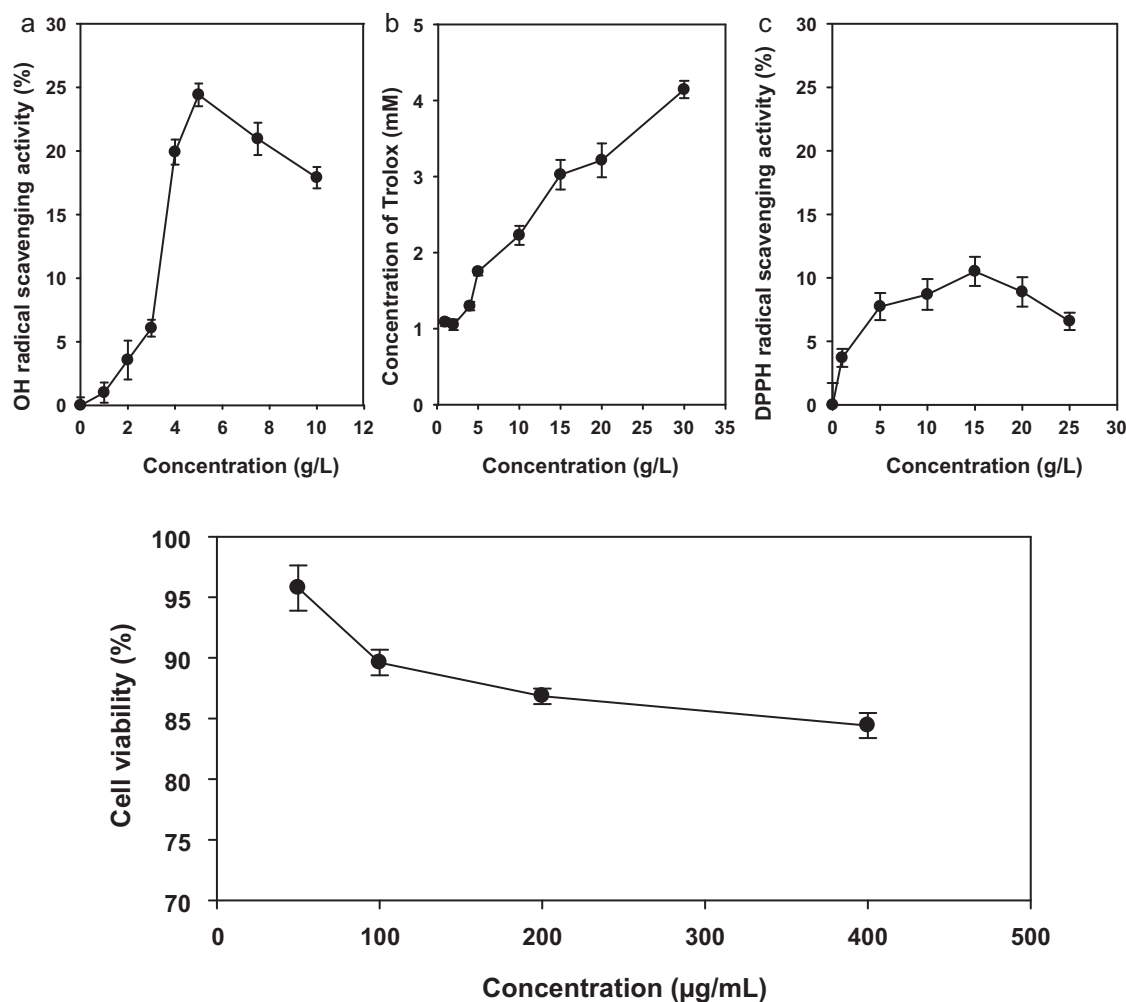 a
OH radical scavenging activity (%)
30
25
20
15
10
5
0
0 2 4 6 8 10 12
Concentration (g/L)
b
Concentration of Trolox (mM)
5
4
3
2
1
0
0 5 10 15 20 25 30 35
Concentration (g/L)
c
DPPH radical scavenging activity (%)
30
25
20
15
10
5
0
0 5 10 15 20 25 30
Concentration (g/L)
Cell viability (%)
100
95
90
85
80
75
70
0 100 200 300 400 500
Concentration (µg/mL)